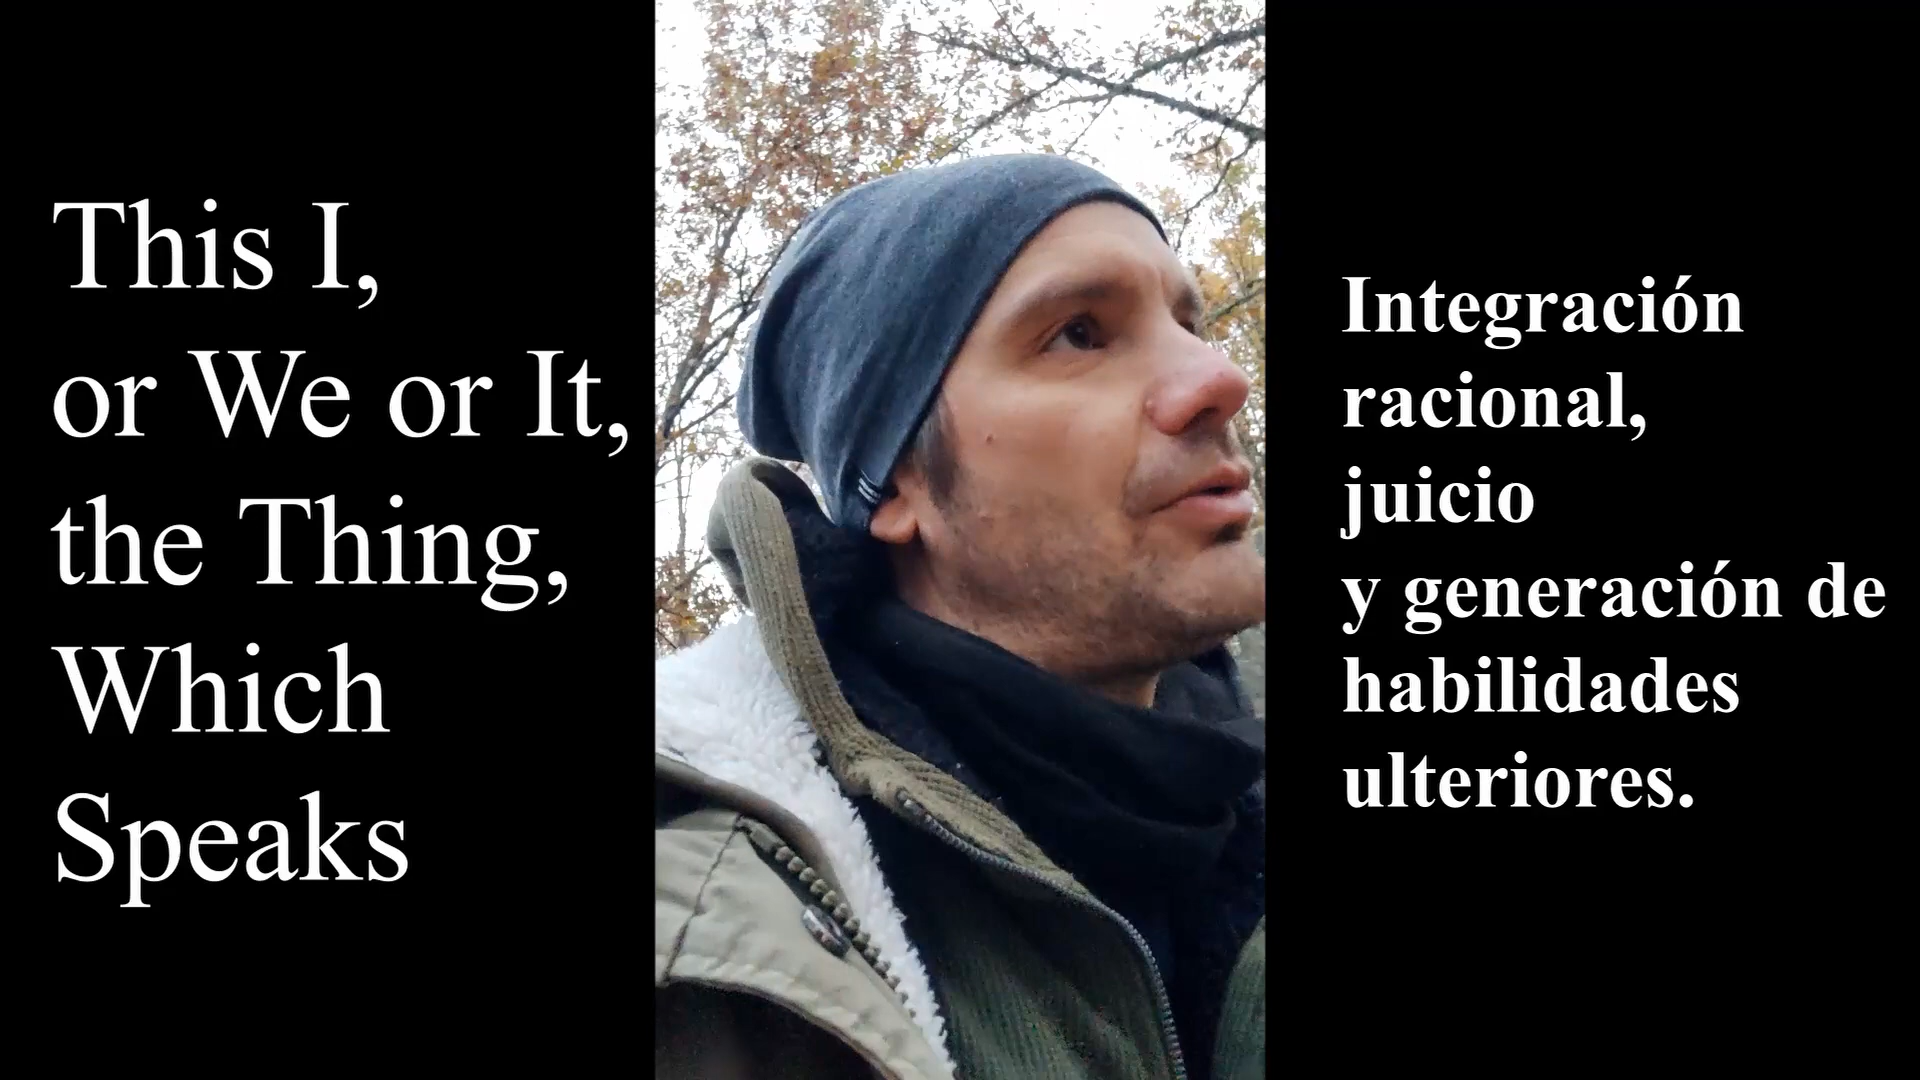 This I,
or We or It,
the Thing,
Which
Speaks
Integración
racional,
juicio
y generación de
habilidades
ulteriores.